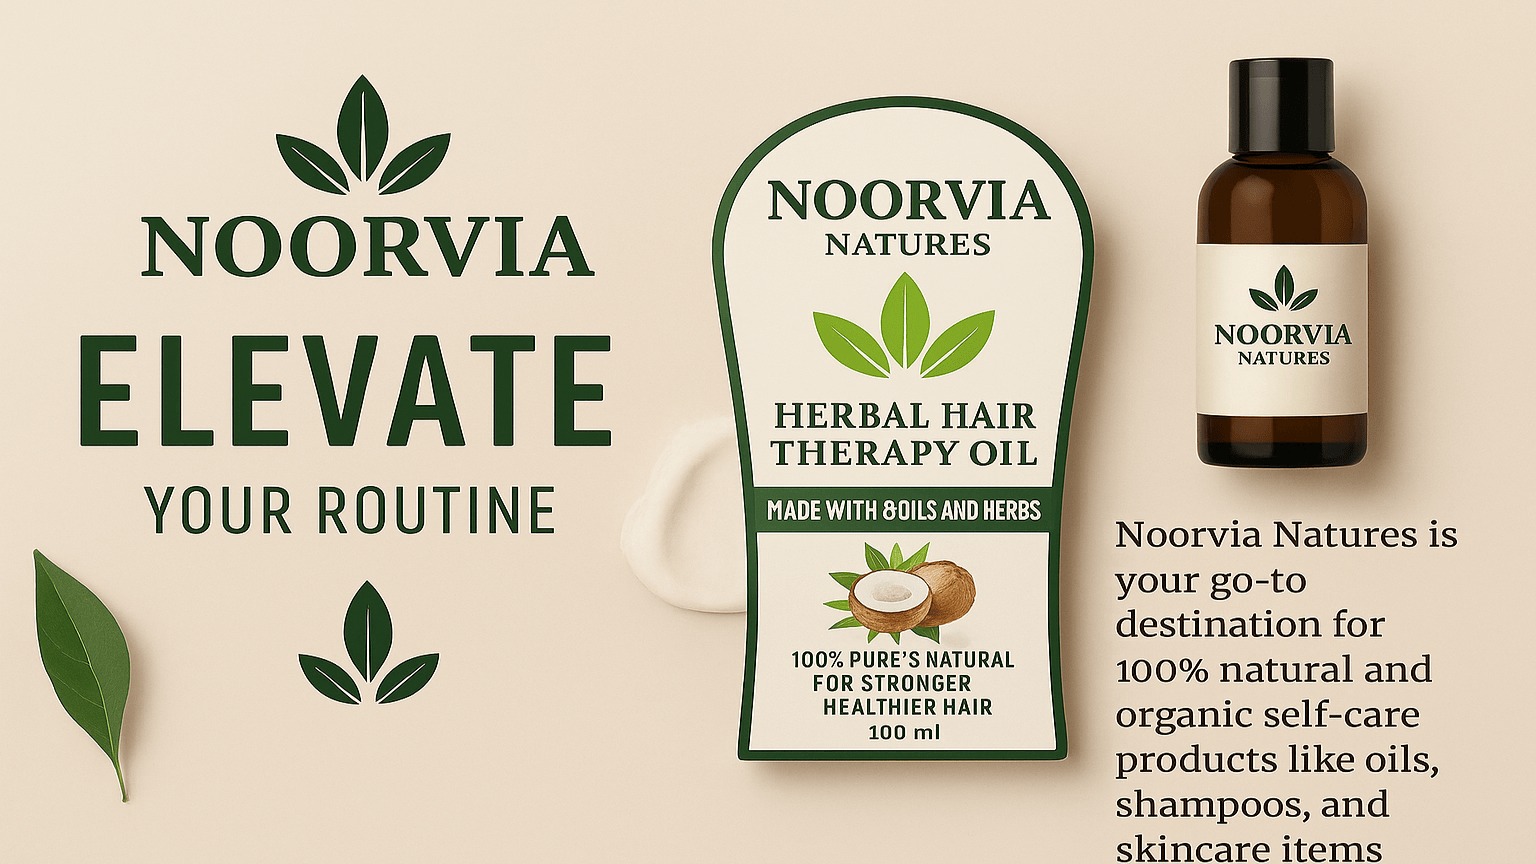 NOORVIA
ELEVATE
YOUR ROUTINE
NOORVIA
NATURES
HERBAL HAIR
THERAPY OIL
MADE WITH 8OILS AND HERBS
100% PURE'S NATURAL
FOR STRONGER
HEALTHIER HAIR
100 ml
NOORVIA
NATURES
Noorvia Natures is
your go-to
destination for
100% natural and
organic self-care
products like oils,
shampoos, and
skincare items